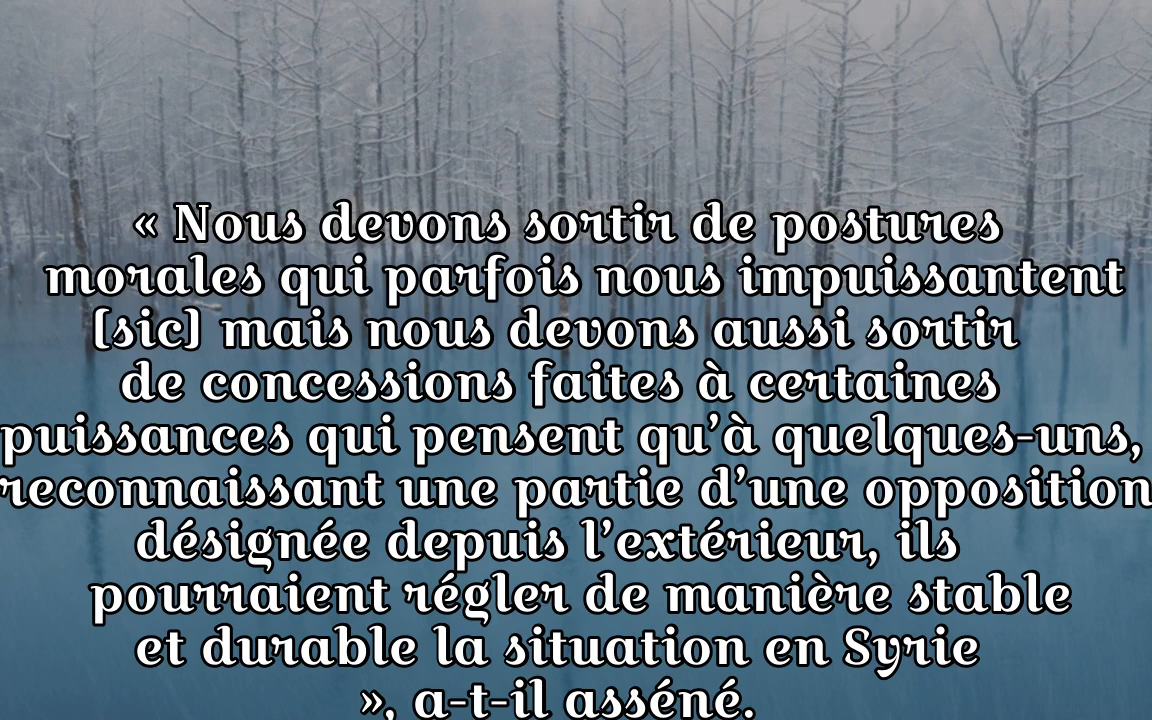 « Nous devons sortir de postures
morales qui parfois nous impuissantent
[sic] mais nous devons aussi sortir
de concessions faites à certaines
puissances qui pensent qu’à quelques-uns,
reconnaissant une partie d’une opposition
désignée depuis l’extérieur, ils
pourraient régler de manière stable
et durable la situation en Syrie
», a-t-il asséné.